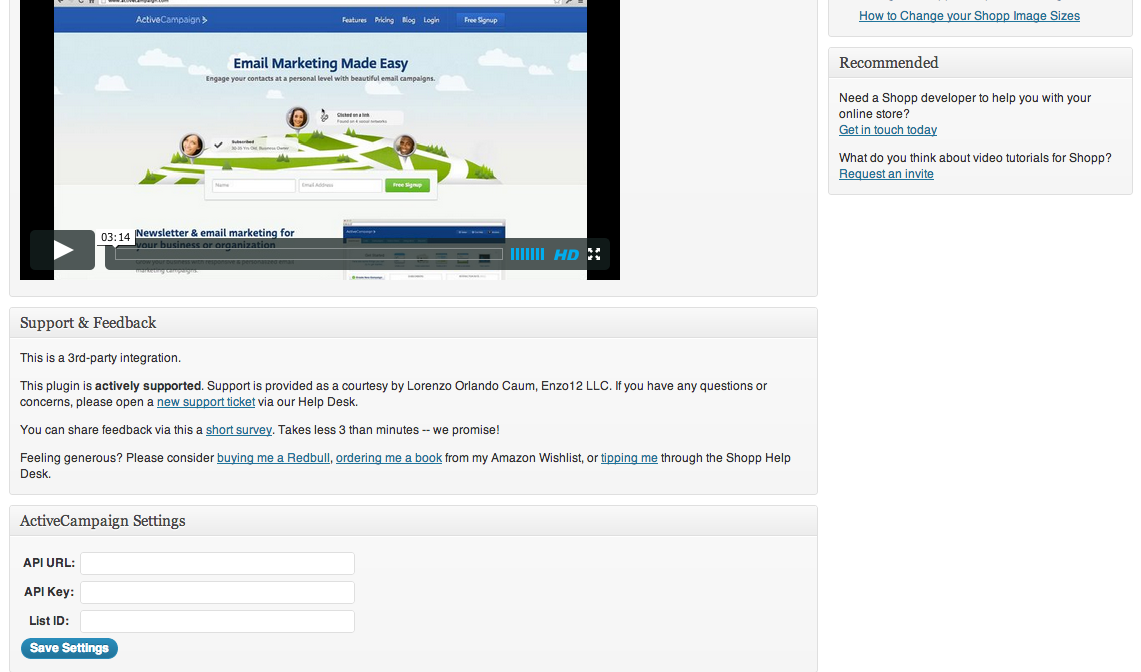 www.activecampaign.com
ActiveCampaign
Features Pricing Blog Login Free Signup
Email Marketing Made Easy
Engage your contacts at a personal level with beautiful email campaigns.
Clicked on a link
Found on 4 social networks
Subscribed
Name Email Address Free Signup
Newsletter & email marketing for
your business or organization
marketing campaigns.
03:14
HD
Support & Feedback
This is a 3rd-party integration.
This plugin is actively supported. Support is provided as a courtesy by Lorenzo Orlando Caum, Enzo12 LLC. If you have any questions or
concerns, please open a new support ticket via our Help Desk.
You can share feedback via this a short survey. Takes less 3 than minutes -- we promise!
Feeling generous? Please consider buying me a Redbull, ordering me a book from my Amazon Wishlist, or tipping me through the Shopp Help
Desk.
ActiveCampaign Settings
API URL:
API Key:
List ID:
Save Settings
How to Change your Shopp Image Sizes
Recommended
Need a Shopp developer to help you with your
online store?
Get in touch today
What do you think about video tutorials for Shopp?
Request an invite